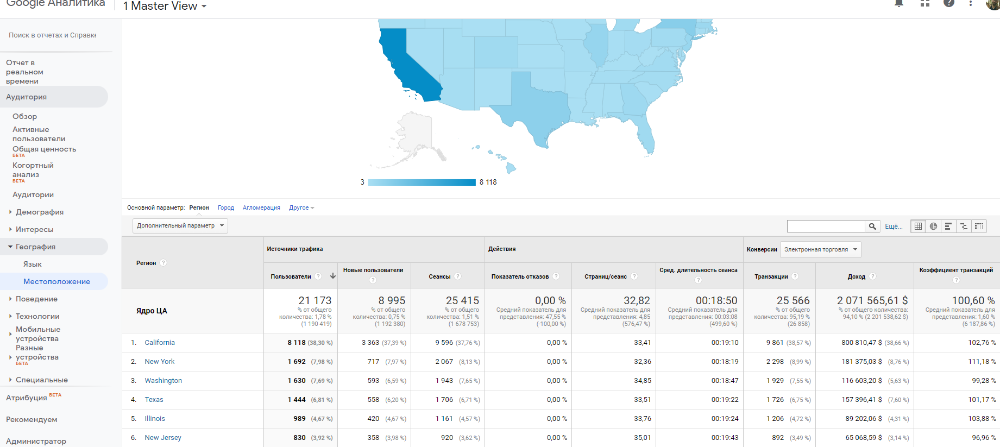 Google Аналитика
1 Master View
Поиск в отчетах и Справке
Отчет в
реальном
времени
Аудитория
Обзор
Активные
пользователи
Общая ценность
БЕТА
Когортный
анализ
БЕТА
Аудитории
Демография
Интересы
География
Язык
Местоположение
Поведение
Технологии
Мобильные
устройства
Разные
устройства
БЕТА
Специальные
Атрибуция БЕТА
Рекомендуем
Администратор
3 8 118
Основной параметр: Регион Город Агломерация Другое
Дополнительный параметр
Ещё...
Регион ?
Источники трафика
Действия
Конверсии Электронная торговля
Пользователи ?
Новые пользователи ?
Сеансы ?
Показатель отказов ?
Страниц/сеанс ?
Сред. длительность сеанса ?
Транзакции ?
Доход ?
Коэффициент транзакций ?
Ядро ЦА
21 173
% от общего
количества: 1,78 %
(1 190 419)
8 995
% от общего
количества: 0,75 %
(1 192 380)
25 415
% от общего
количества: 1,51 %
(1 678 753)
0,00 %
Средний показатель для
представления: 47,55 %
(-100,00 %)
32,82
Средний показатель для
представления: 4,85
(576,47 %)
00:18:50
Средний показатель для
представления: 00:03:08
(499,60 %)
25 566
% от общего
количества: 95,19 %
(26 858)
2 071 565,61 $
% от общего количества:
94,10 % (2 201 538,62 $)
100,60 %
Средний показатель для
представления: 1,60 %
(6 187,86 %)
1. California 8 118 (38,30 %) 3 363 (37,39 %) 9 596 (37,76 %) 0,00 % 33,41 00:19:10 9 861 (38,57 %) 800 810,47 $ (38,66 %) 102,76 %
2. New York 1 692 (7,98 %) 717 (7,97 %) 2 067 (8,13 %) 0,00 % 32,36 00:18:19 2 298 (8,99 %) 181 375,03 $ (8,76 %) 111,18 %
3. Washington 1 630 (7,69 %) 593 (6,59 %) 1 943 (7,65 %) 0,00 % 34,85 00:18:47 1 929 (7,55 %) 116 603,20 $ (5,63 %) 99,28 %
4. Texas 1 444 (6,81 %) 558 (6,20 %) 1 706 (6,71 %) 0,00 % 33,51 00:19:22 1 726 (6,75 %) 157 396,41 $ (7,60 %) 101,17 %
5. Illinois 989 (4,67 %) 420 (4,67 %) 1 161 (4,57 %) 0,00 % 33,76 00:19:24 1 206 (4,72 %) 89 202,06 $ (4,31 %) 103,88 %
6. New Jersey 830 (3,92 %) 358 (3,98 %) 920 (3,62 %) 0,00 % 35,01 00:19:43 892 (3,49 %) 65 068,59 $ (3,14 %) 96,96 %